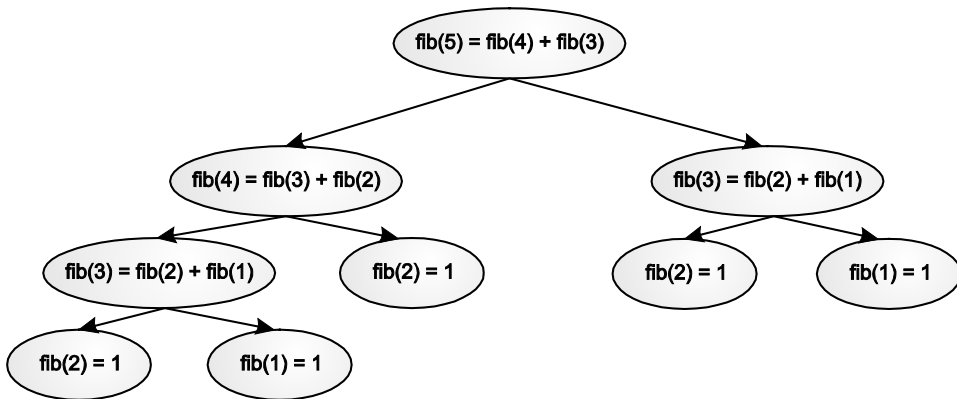 fib(5) = fib(4) + fib(3)
fib(4) = fib(3) + fib(2)
fib(3) = fib(2) + fib(1)
fib(3) = fib(2) + fib(1)
fib(2) = 1
fib(2) = 1
fib(1) = 1
fib(2) = 1
fib(1) = 1